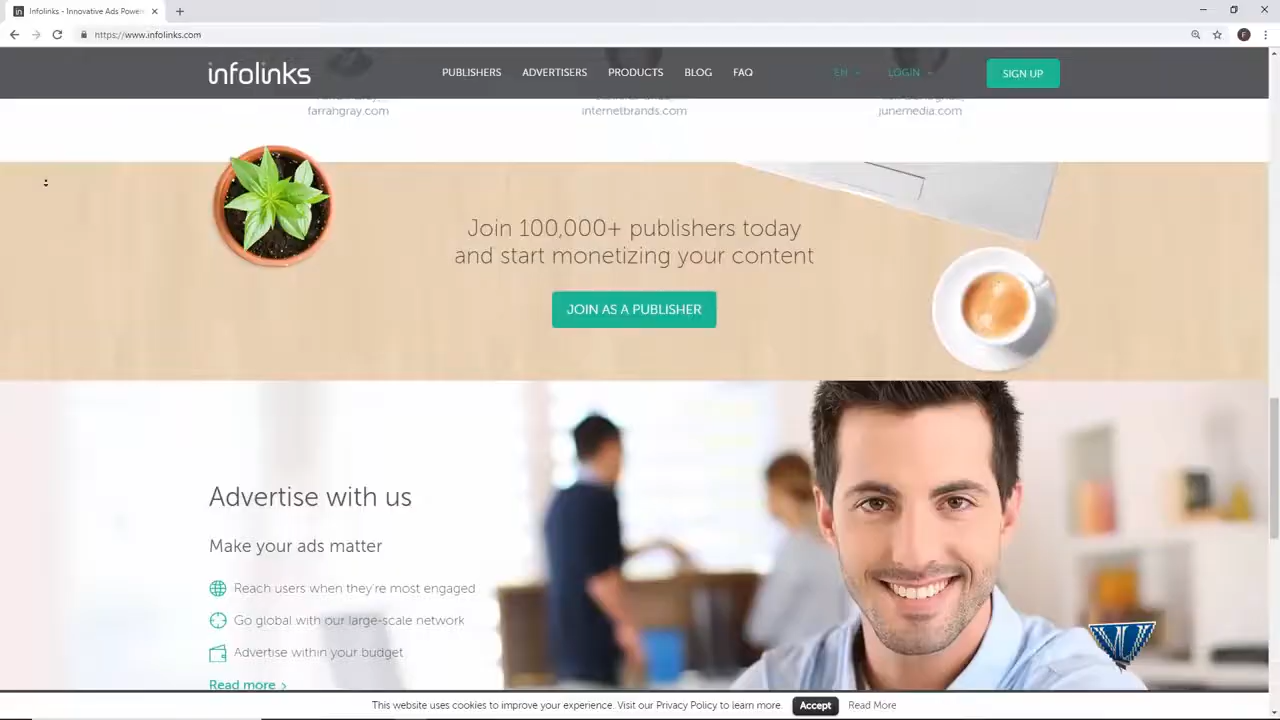 Infolinks - Innovative Ads Power
https://www.infolinks.com
infolinks
PUBLISHERS
ADVERTISERS
PRODUCTS
BLOG
FAQ
EN
LOGIN
SIGN UP
farrahgray.com
internetbrands.com
junemedia.com
Join 100,000+ publishers today
and start monetizing your content
JOIN AS A PUBLISHER
Advertise with us
Make your ads matter
Reach users when they're most engaged
Go global with our large-scale network
Advertise within your budget
Read more >
This website uses cookies to improve your experience. Visit our Privacy Policy to learn more.
Accept
Read More